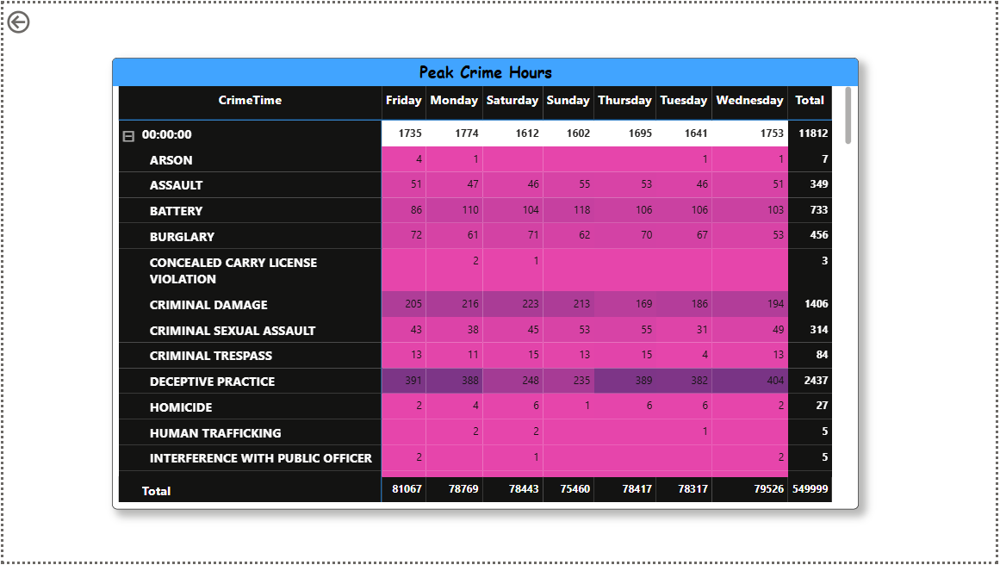 Peak Crime Hours
CrimeTime Friday Monday Saturday Sunday Thursday Tuesday Wednesday Total
00:00:00 1735 1774 1612 1602 1695 1641 1753 11812
ARSON 4 1 1 1 7
ASSAULT 51 47 46 55 53 46 51 349
BATTERY 86 110 104 118 106 106 103 733
BURGLARY 72 61 71 62 70 67 53 456
CONCEALED CARRY LICENSE 2 1 3
VIOLATION
CRIMINAL DAMAGE 205 216 223 213 169 186 194 1406
CRIMINAL SEXUAL ASSAULT 43 38 45 53 55 31 49 314
CRIMINAL TRESPASS 13 11 15 13 15 4 13 84
DECEPTIVE PRACTICE 391 388 248 235 389 382 404 2437
HOMICIDE 2 4 6 1 6 6 2 27
HUMAN TRAFFICKING 2 2 1 5
INTERFERENCE WITH PUBLIC OFFICER 2 1 2 5
Total 81067 78769 78443 75460 78417 78317 79526 549999